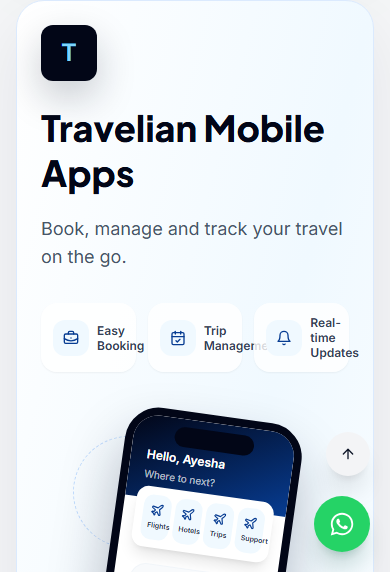 T
Travelian Mobile
Apps
Book, manage and track your travel
on the go.
Easy
Booking
Trip
Manageme
Real-
time
Updates
Hello, Ayesha
Where to next?
Flights
Hotels
Trips
Support